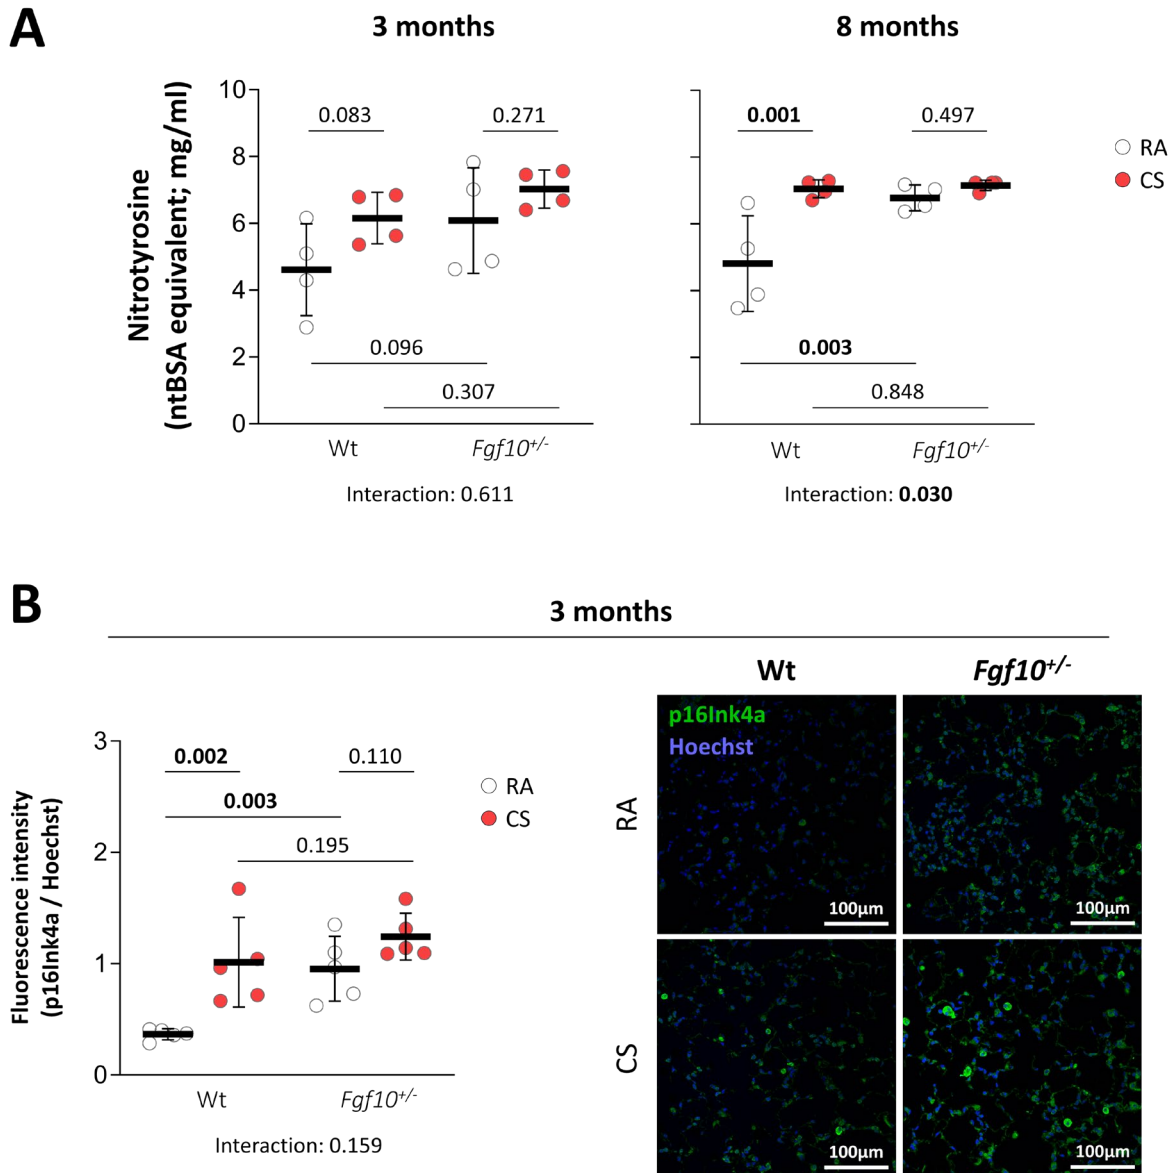 A
3 months
8 months
Nitrotyrosine
(ntBSA equivalent; mg/ml)
10
8
6
4
2
0
0.083
0.271
0.096
0.307
Wt
Fgf10+/-
Interaction: 0.611
0.001
0.497
0.003
0.848
Wt
Fgf10+/-
Interaction: 0.030
RA
CS
B
3 months
Fluorescence intensity
(p16Ink4a / Hoechst)
3
2
1
0
0.002
0.110
0.003
0.195
Wt
Fgf10+/-
Interaction: 0.159
RA
CS
Wt
Fgf10+/-
RA
CS
p16Ink4a
Hoechst
100µm
100µm
100µm
100µm